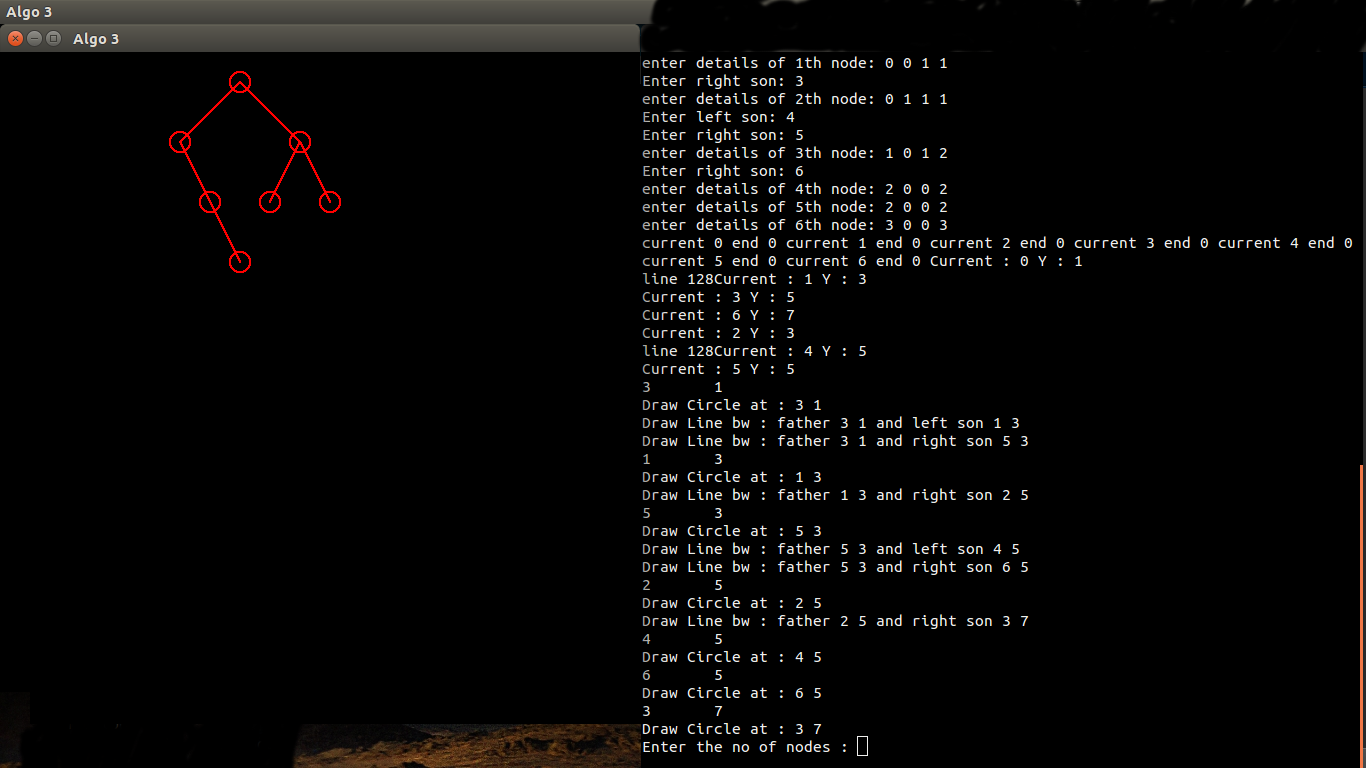 Algo 3
Algo 3
enter details of 1th node: 0 0 1 1
Enter right son: 3
enter details of 2th node: 0 1 1 1
Enter left son: 4
Enter right son: 5
enter details of 3th node: 1 0 1 2
Enter right son: 6
enter details of 4th node: 2 0 0 2
enter details of 5th node: 2 0 0 2
enter details of 6th node: 3 0 0 3
current 0 end 0 current 1 end 0 current 2 end 0 current 3 end 0 current 4 end 0
current 5 end 0 current 6 end 0 Current : 0 Y : 1
line 128Current : 1 Y : 3
Current : 3 Y : 5
Current : 6 Y : 7
Current : 2 Y : 3
line 128Current : 4 Y : 5
Current : 5 Y : 5
3       1
Draw Circle at : 3 1
Draw Line bw : father 3 1 and left son 1 3
Draw Line bw : father 3 1 and right son 5 3
1       3
Draw Circle at : 1 3
Draw Line bw : father 1 3 and right son 2 5
5       3
Draw Circle at : 5 3
Draw Line bw : father 5 3 and left son 4 5
Draw Line bw : father 5 3 and right son 6 5
2       5
Draw Circle at : 2 5
Draw Line bw : father 2 5 and right son 3 7
4       5
Draw Circle at : 4 5
6       5
Draw Circle at : 6 5
3       7
Draw Circle at : 3 7
Enter the no of nodes :